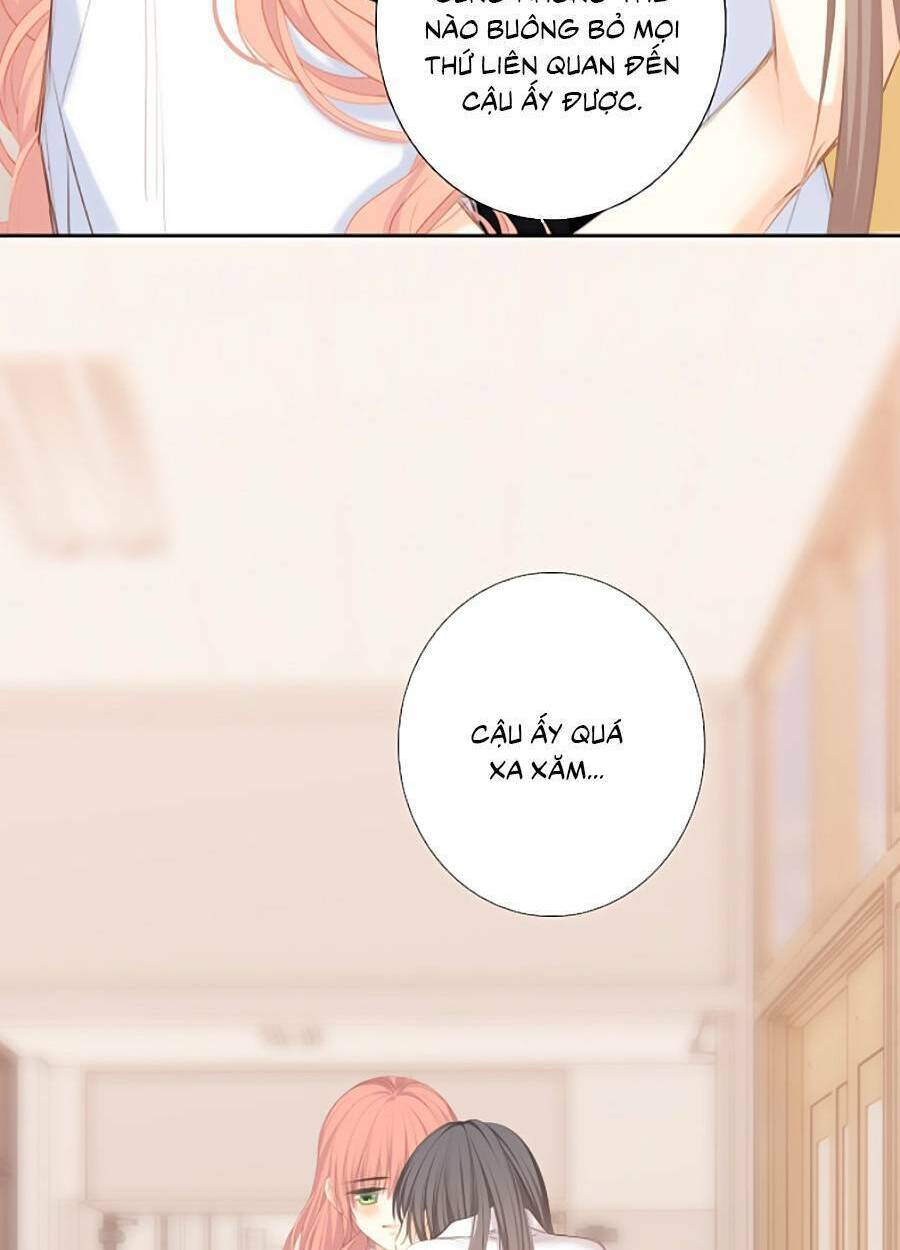 NÀO BUÔNG BỎ MỌI
THỨ LIÊN QUAN ĐẾN
CẬU ẤY ĐƯỢC.
CẬU ẤY QUÁ
XA XĂM...